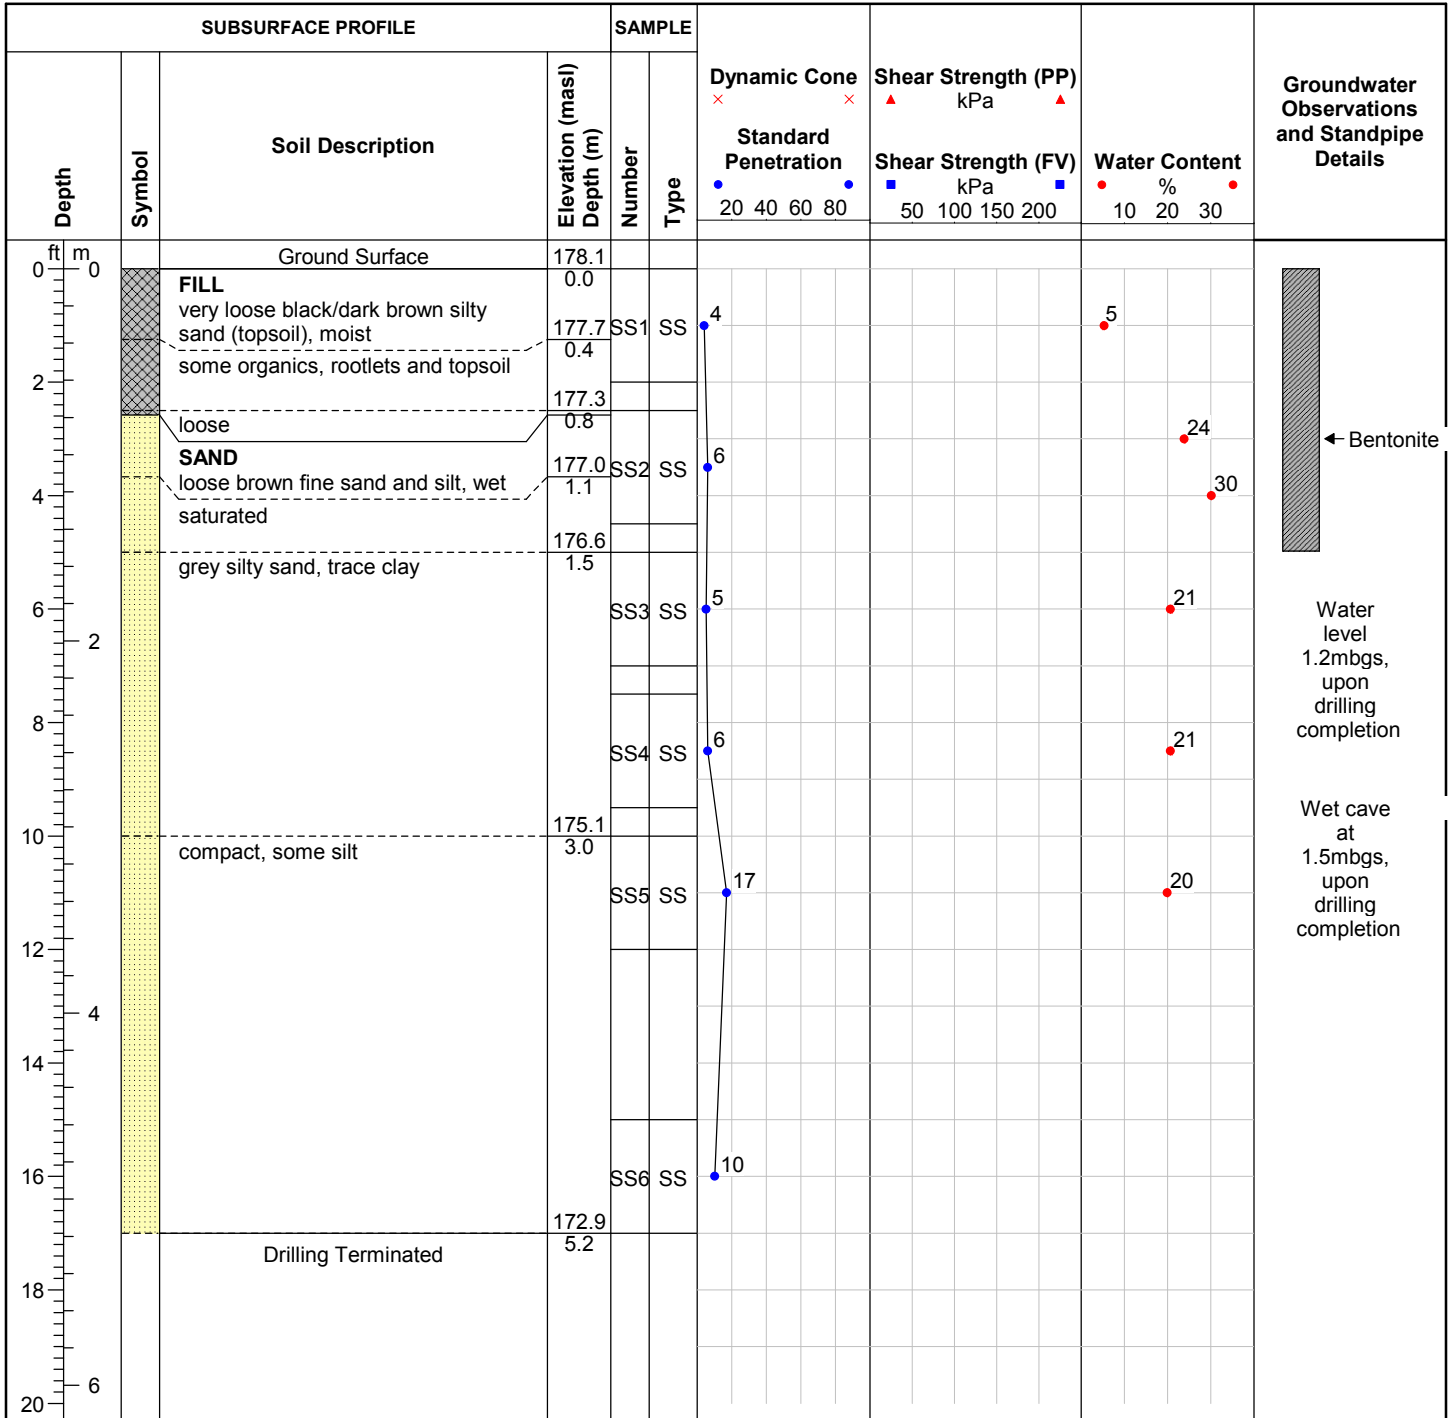 SUBSURFACE PROFILE
SAMPLE
Depth
Symbol
Soil Description
Elevation (masl)
Depth (m)
Number
Type
Dynamic Cone
Standard
Penetration
20 40 60 80
Shear Strength (PP)
kPa
Shear Strength (FV)
kPa
50 100 150 200
Water Content
%
10 20 30
Groundwater
Observations
and Standpipe
Details
ft m
0 0
2
4
6
2
8
10
12
4
14
16
18
6
20
Ground Surface
178.1
0.0
FILL
very loose black/dark brown silty
sand (topsoil), moist
177.7
0.4
some organics, rootlets and topsoil
177.3
0.8
loose
SAND
loose brown fine sand and silt, wet
177.0
1.1
saturated
176.6
1.5
grey silty sand, trace clay
175.1
3.0
compact, some silt
172.9
5.2
Drilling Terminated
SS1 SS
SS2 SS
SS3 SS
SS4 SS
SS5 SS
SS6 SS
4
6
5
6
17
10
5
24
30
21
21
20
Bentonite
Water
level
1.2mbgs,
upon
drilling
completion
Wet cave
at
1.5mbgs,
upon
drilling
completion